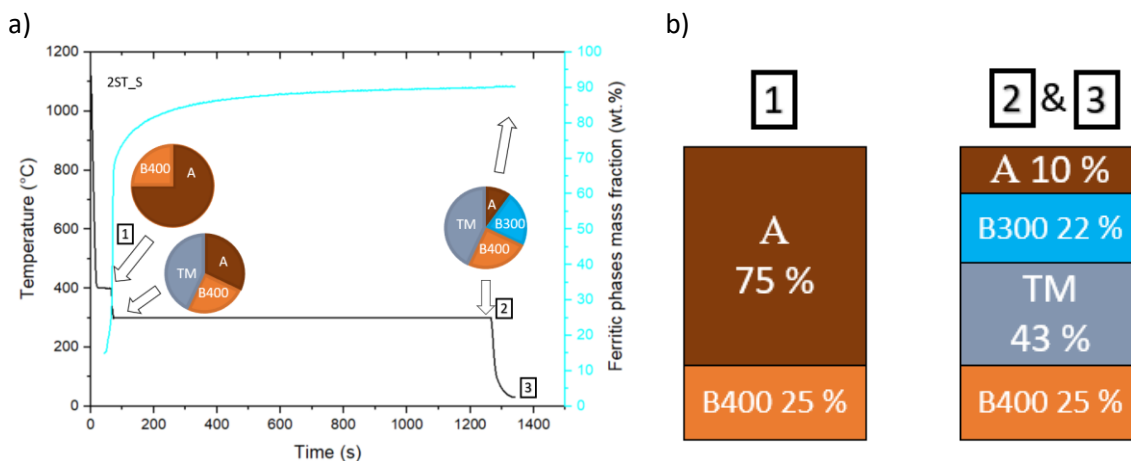 a)
b)
1200
1000
800
600
400
200
0
Temperature (°C)
2ST_S
B400
A
1
TM
A
B400
A
B300
TM
B400
2
3
0
200
400
600
800
1000
1200
1400
Time (s)
100
90
80
70
60
50
40
30
20
10
0
Ferritic phases mass fraction (wt.%)
1
A
75 %
B400 25 %
2 & 3
A 10 %
B300 22 %
TM
43 %
B400 25 %